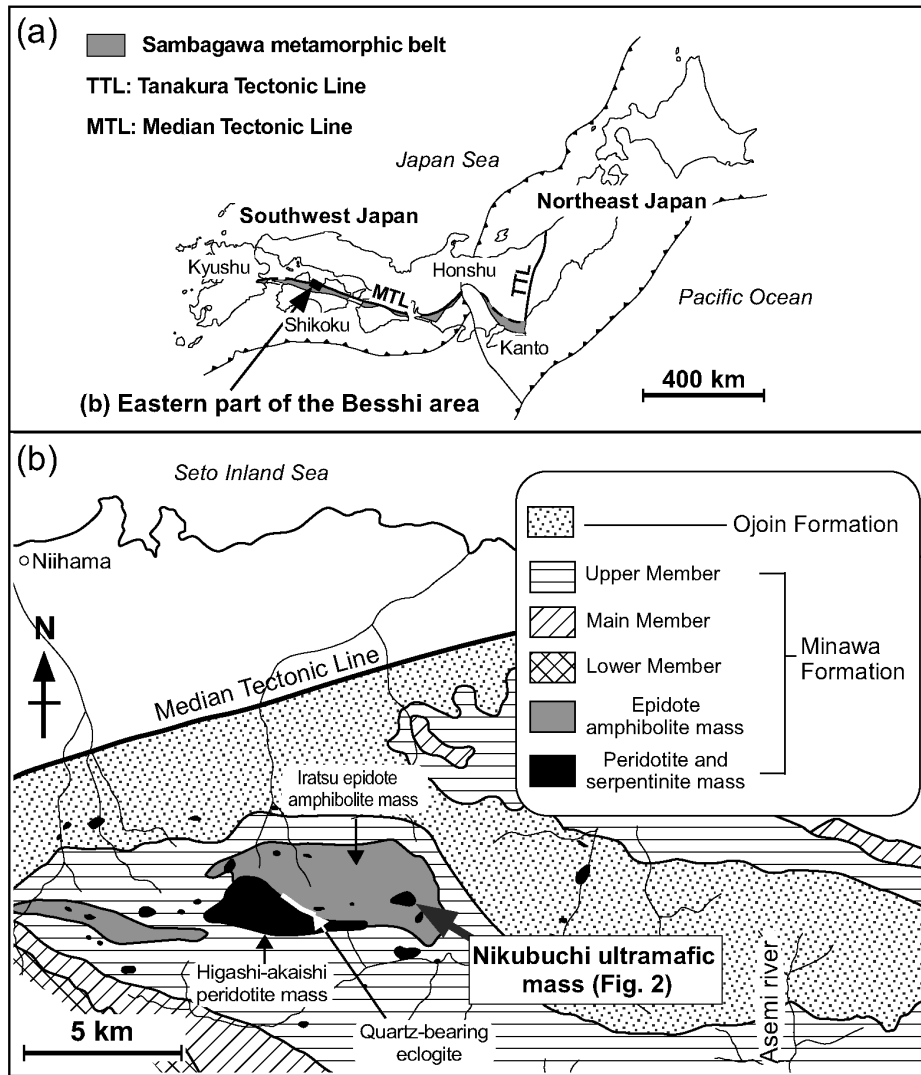 (a)
Sambagawa metamorphic belt
TTL: Tanakura Tectonic Line
MTL: Median Tectonic Line
Japan Sea
Northeast Japan
Southwest Japan
Kyushu
Honshu
TTL
MTL
Pacific Ocean
Shikoku
Kanto
400 km
(b) Eastern part of the Besshi area
(b)
Seto Inland Sea
Niihama
N
Median Tectonic Line
Ojoin Formation
Upper Member
Main Member
Lower Member
Minawa
Formation
Epidote
amphibolite mass
Peridotite and
serpentinite mass
Iratsu epidote
amphibolite mass
Nikubuchi ultramafic
mass (Fig. 2)
Higashi-akaishi
peridotite mass
Quartz-bearing
eclogite
5 km
Asemi river